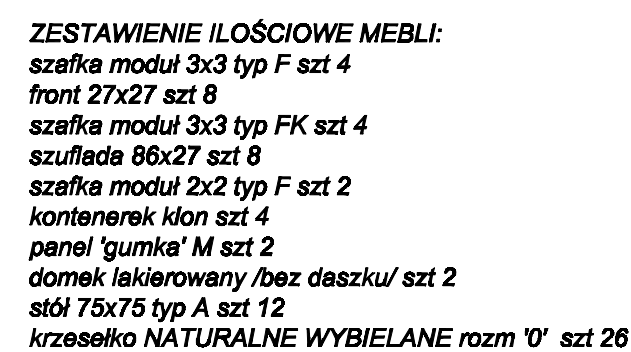 ZESTAWIENIE ILOŚCIOWE MEBLI:
szafka moduł 3x3 typ F szt 4
front 27x27 szt 8
szafka moduł 3x3 typ FK szt 4
szuflada 86x27 szt 8
szafka moduł 2x2 typ F szt 2
kontenerek klon szt 4
panel 'gumka' M szt 2
domek lakierowany /bez daszku/ szt 2
stół 75x75 typ A szt 12
krzesełko NATURALNE WYBIELANE rozm '0'  szt 26